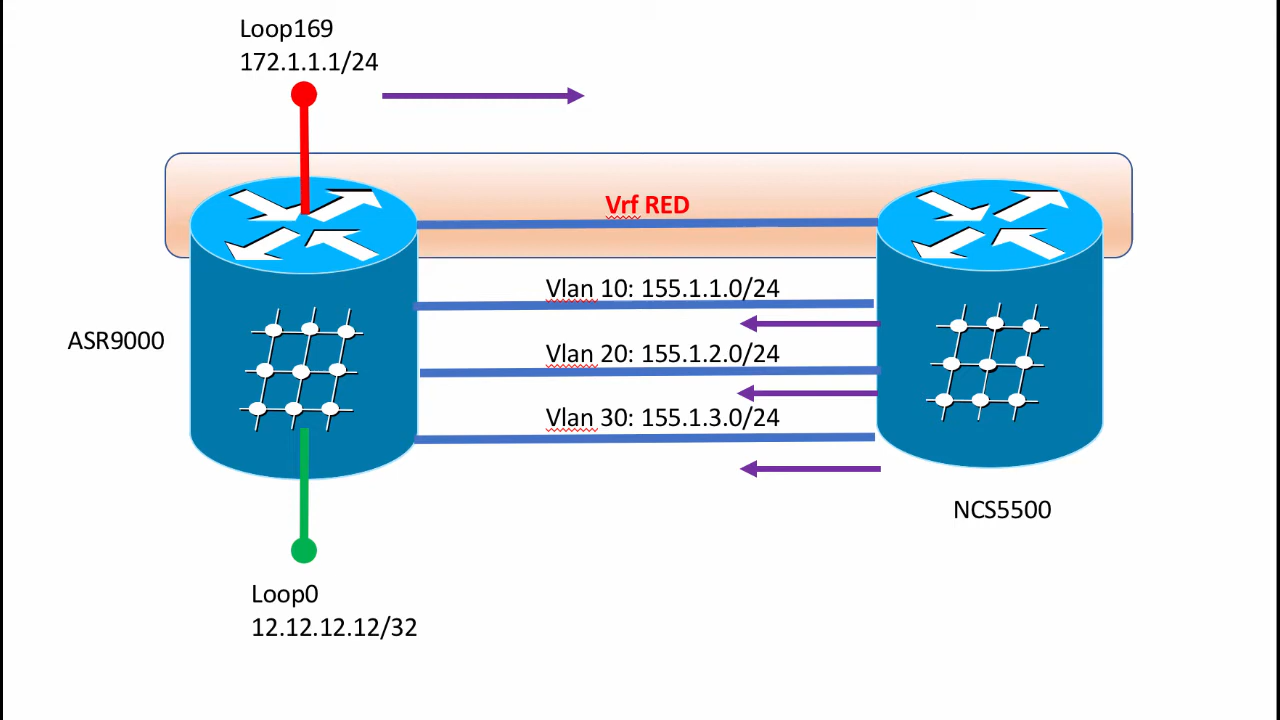 Loop169
172.1.1.1/24
Vrf RED
Vlan 10: 155.1.1.0/24
ASR9000
Vlan 20: 155.1.2.0/24
Vlan 30: 155.1.3.0/24
NCS5500
Loop0
12.12.12.12/32